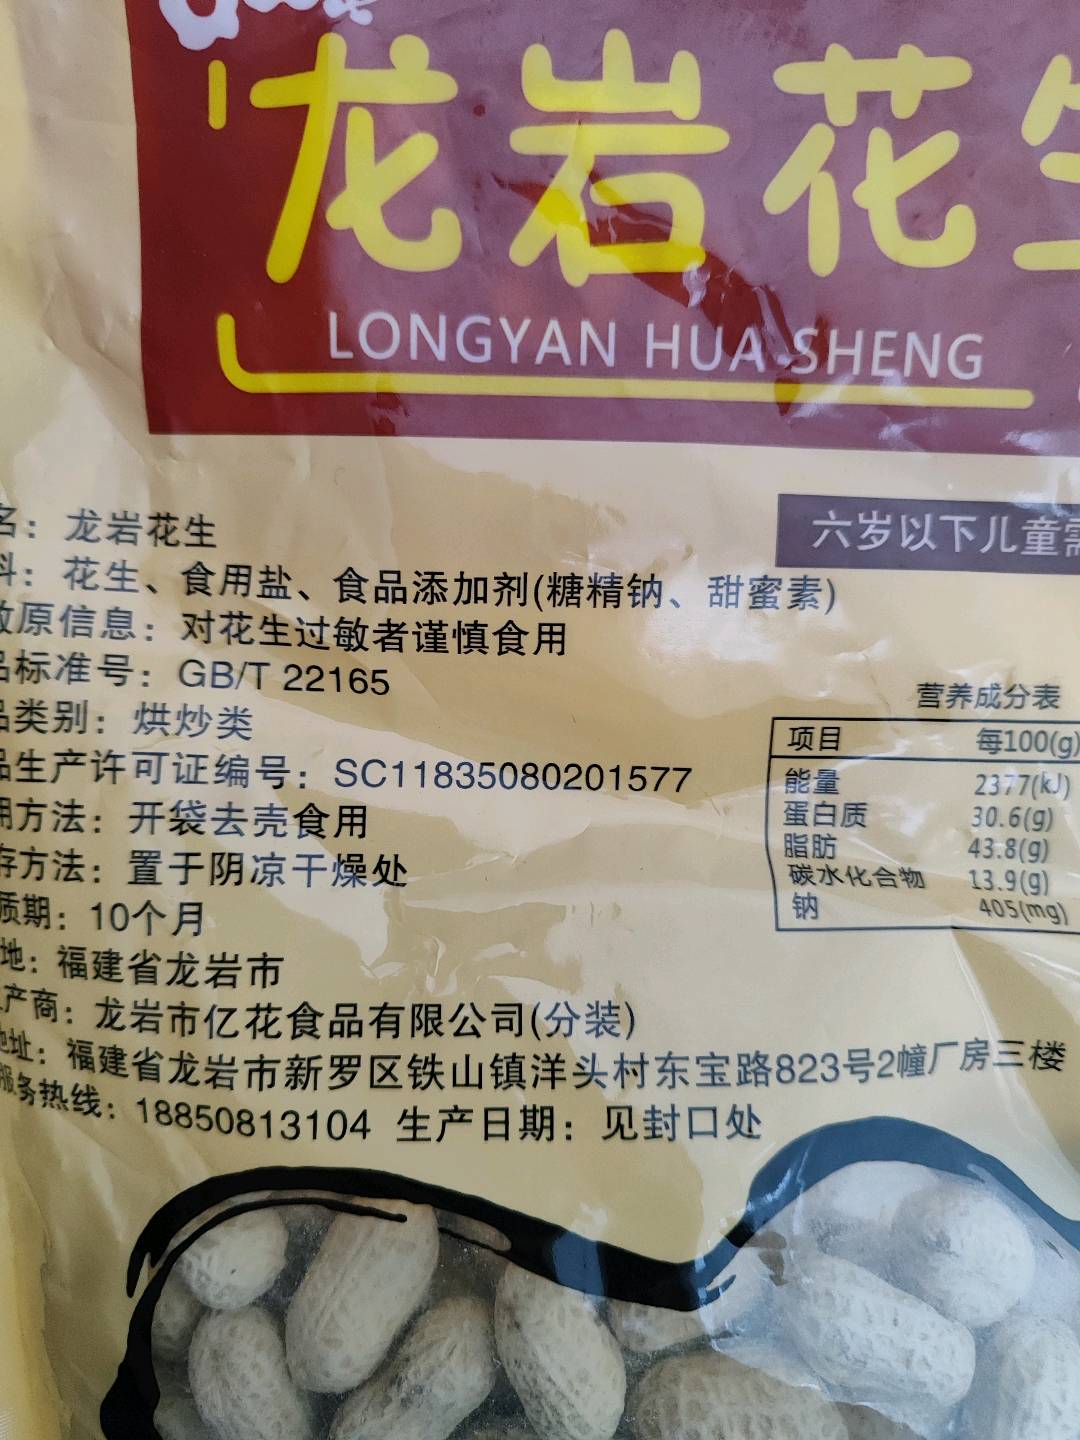 龙岩花生
LONGYAN HUA SHENG
六岁以下儿童需
名：龙岩花生
料：花生、食用盐、食品添加剂(糖精钠、甜蜜素)
敏原信息：对花生过敏者谨慎食用
品标准号：GB/T 22165
品类别：烘炒类
品生产许可证编号：SC11835080201577
用方法：开袋去壳食用
存方法：置于阴凉干燥处
质期：10个月
地：福建省龙岩市
产商：龙岩市亿花食品有限公司(分装)
地址：福建省龙岩市新罗区铁山镇洋头村东宝路823号2幢厂房三楼
服务热线：18850813104 生产日期：见封口处
营养成分表
项目 每100(g)
能量 2377(kJ)
蛋白质 30.6(g)
脂肪 43.8(g)
碳水化合物 13.9(g)
钠 405(mg)